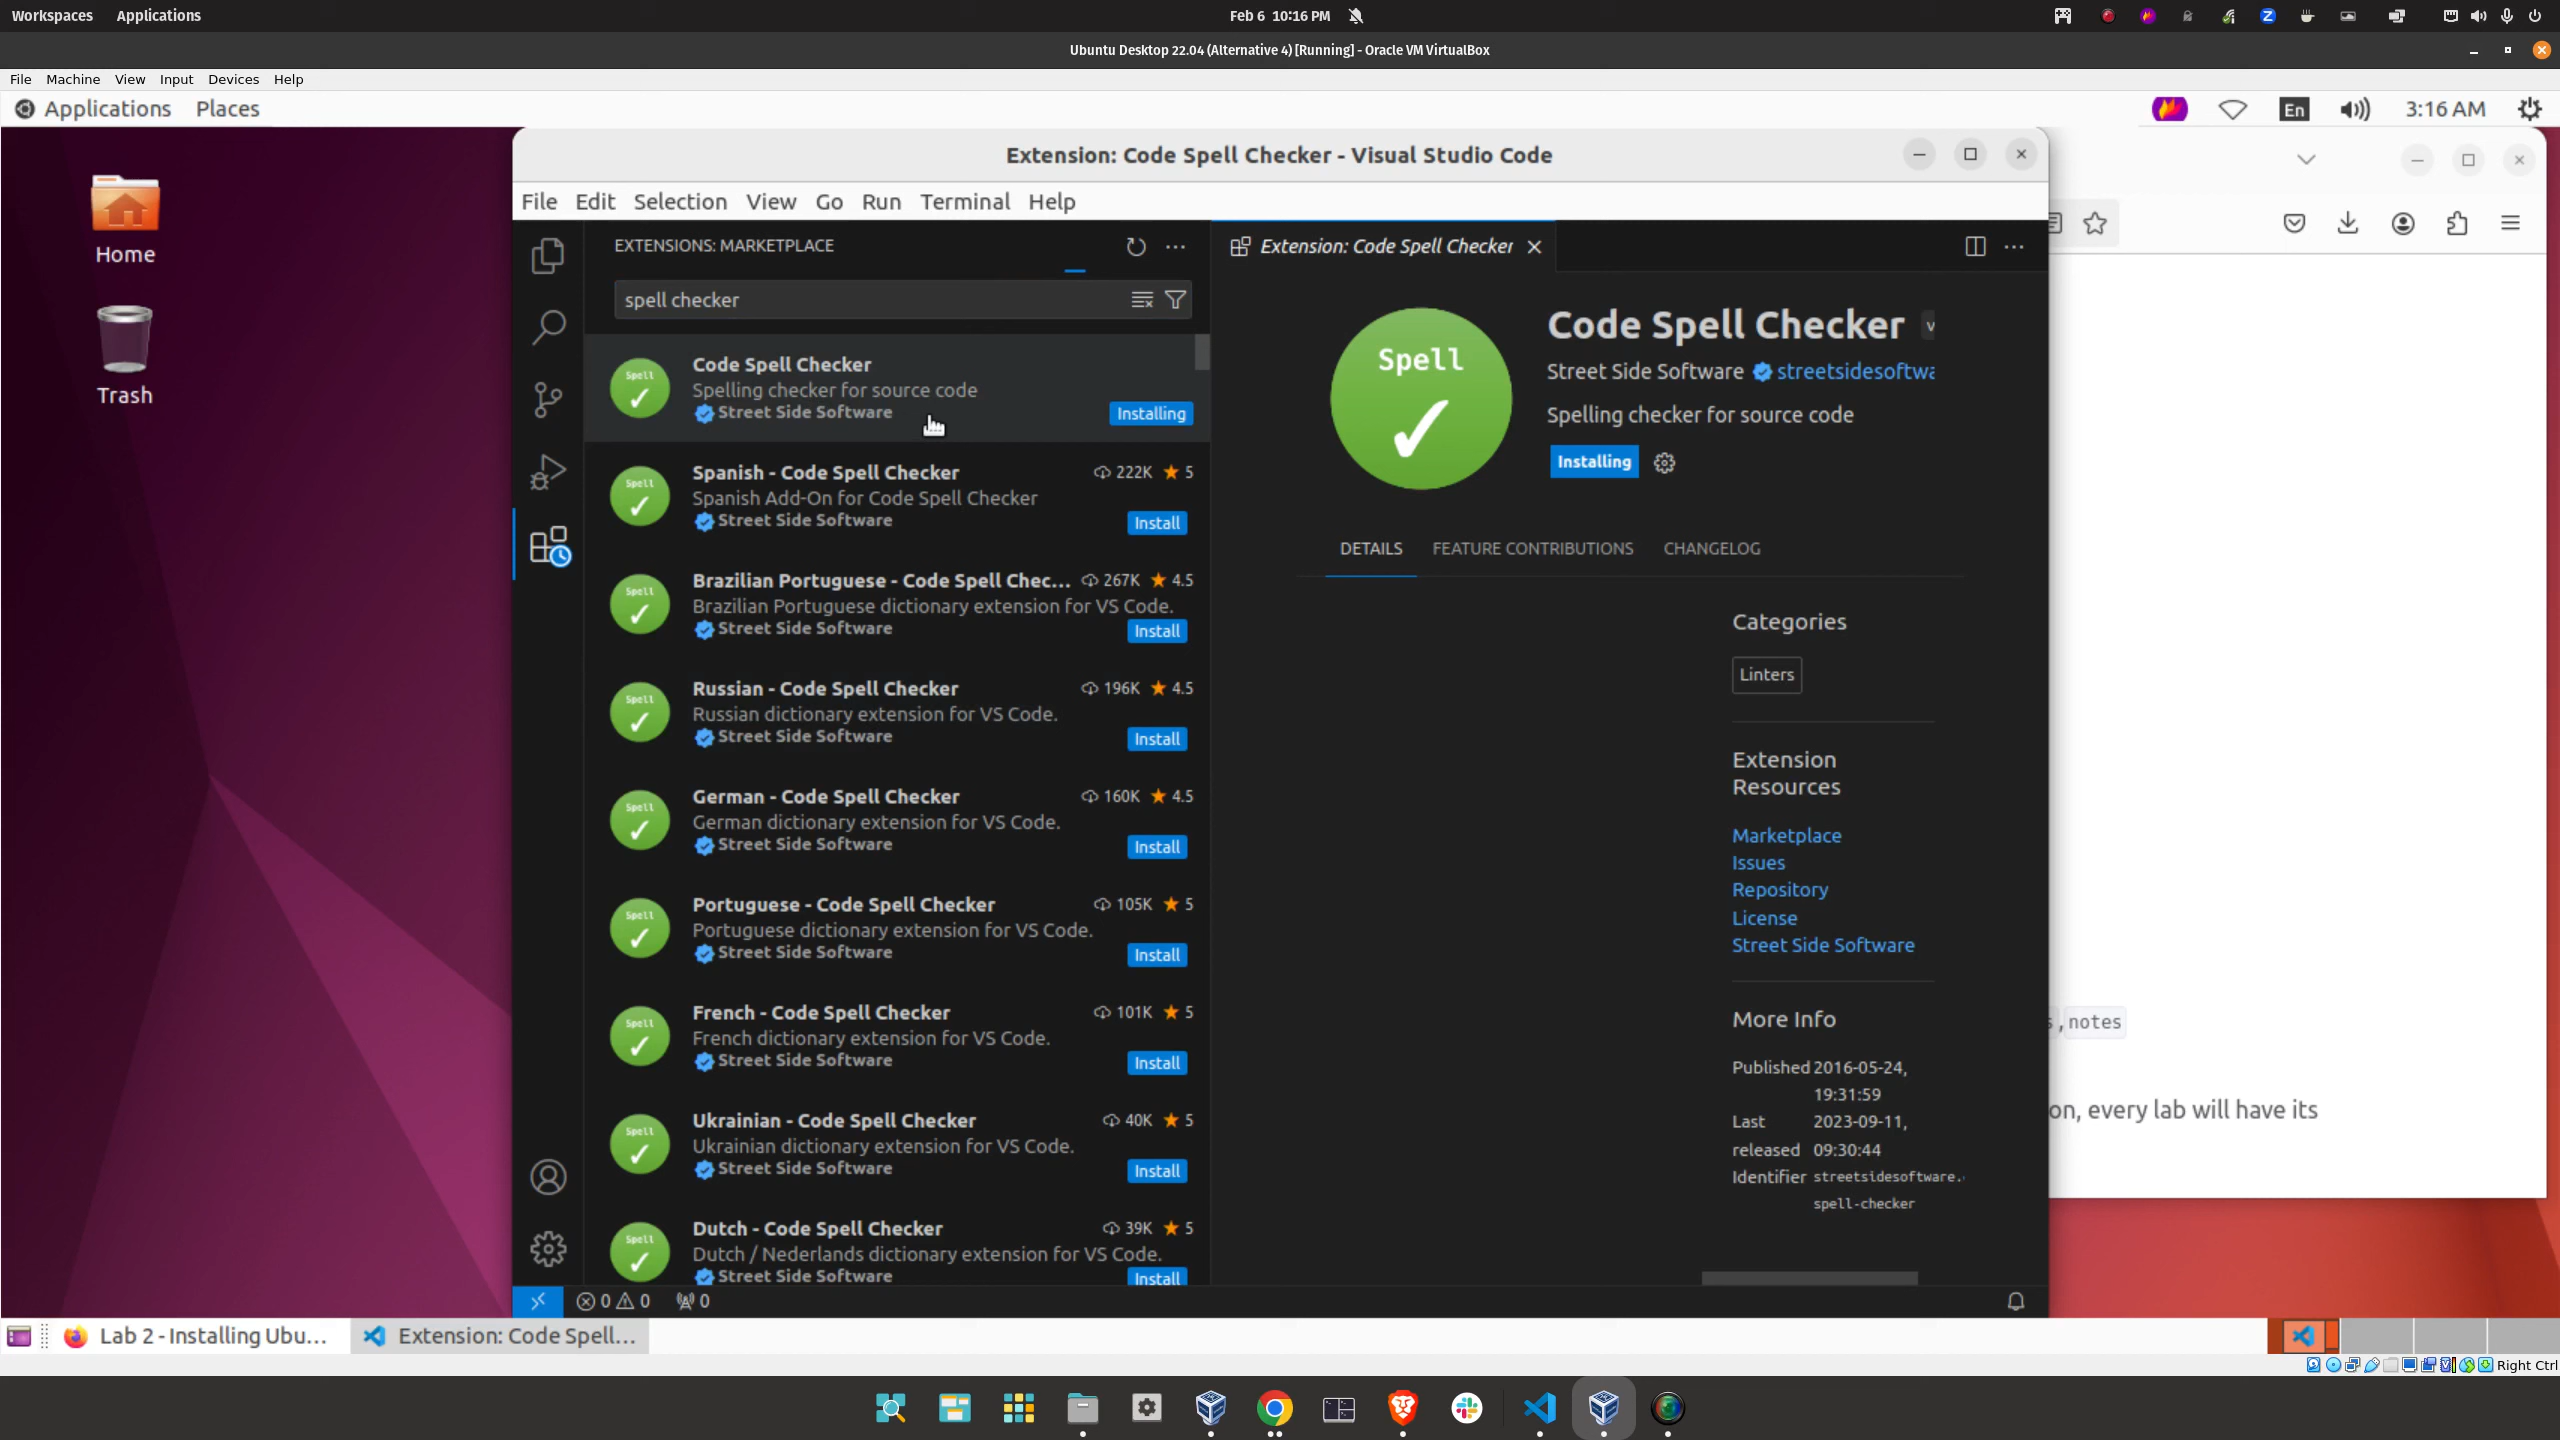 Workspaces Applications Feb 6 10:16 PM
Ubuntu Desktop 22.04 (Alternative 4) [Running] - Oracle VM VirtualBox
File Machine View Input Devices Help
Applications Places En 3:16 AM
Home
Trash
Extension: Code Spell Checker - Visual Studio Code
File Edit Selection View Go Run Terminal Help
EXTENSIONS: MARKETPLACE
spell checker
Code Spell Checker
Spelling checker for source code
Street Side Software Installing
Spanish - Code Spell Checker 222K 5
Spanish Add-On for Code Spell Checker
Street Side Software Install
Brazilian Portuguese - Code Spell Chec... 267K 4.5
Brazilian Portuguese dictionary extension for VS Code.
Street Side Software Install
Russian - Code Spell Checker 196K 4.5
Russian dictionary extension for VS Code.
Street Side Software Install
German - Code Spell Checker 160K 4.5
German dictionary extension for VS Code.
Street Side Software Install
Portuguese - Code Spell Checker 105K 5
Portuguese dictionary extension for VS Code.
Street Side Software Install
French - Code Spell Checker 101K 5
French dictionary extension for VS Code.
Street Side Software Install
Ukrainian - Code Spell Checker 40K 5
Ukrainian dictionary extension for VS Code.
Street Side Software Install
Dutch - Code Spell Checker 39K 5
Dutch / Nederlands dictionary extension for VS Code.
Street Side Software Install
Extension: Code Spell Checker
Spell
Code Spell Checker v
Street Side Software streetsidesoftwa
Spelling checker for source code
Installing
DETAILS FEATURE CONTRIBUTIONS CHANGELOG
Categories
Linters
Extension
Resources
Marketplace
Issues
Repository
License
Street Side Software
More Info
Published 2016-05-24,
19:31:59
Last 2023-09-11,
released 09:30:44
Identifier streetsidesoftware.
spell-checker
s , notes
on, every lab will have its
0 0 0
Lab 2 - Installing Ubu... Extension: Code Spell...
Right Ctrl